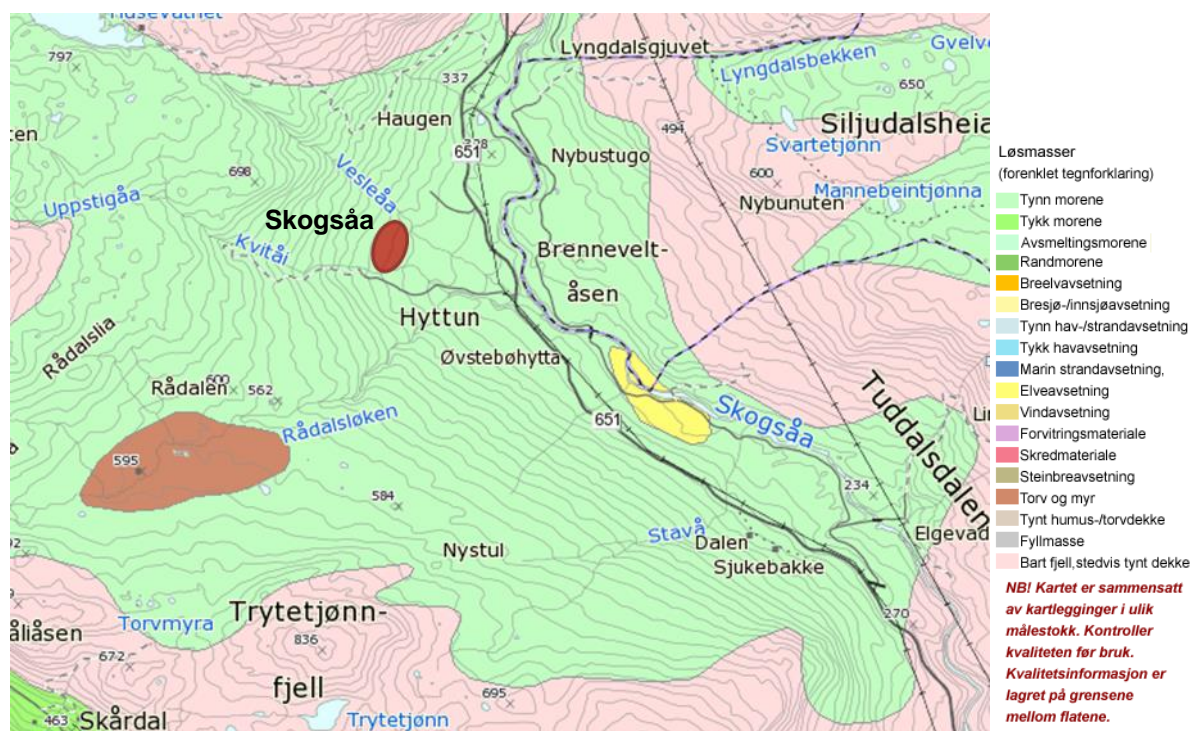 Husevatnet
797
Lyngdalsgjuvet
Gvelv
337
Lyngdalsbekken
650
Haugen
ten
651
328
Siljudalsheia
494
Nybustugo
Svartetjønn
Vesleåa
698
600
Mannebeintjønna
Uppstigåa
Nybunuten
Skogsåa
Kvitåi
Brennevelt-
åsen
Hyttun
Rådalslia
Øvstebøhytta
Rådalen
600
562
Skogsåa
Tuddalsdalen
Rådalsløken
651
595
584
234
Stavå
Elgevad
Nystul
Dalen
Sjukebakke
Trytetjønn-
fjell
270
Torvmyra
åliåsen
836
672
695
463
Skårdal
Trytetjønn
Løsmasser
(forenklet tegnforklaring)
Tynn morene
Tykk morene
Avsmeltingsmorene
Randmorene
Breelvavsetning
Bresjø-/innsjøavsetning
Tynn hav-/strandavsetning
Tykk havavsetning
Marin strandavsetning,
Elveavsetning
Vindavsetning
Forvitringsmateriale
Skredmateriale
Steinbreavsetning
Torv og myr
Tynt humus-/torvdekke
Fyllmasse
Bart fjell,stedvis tynt dekke
NB! Kartet er sammensatt
av kartlegginger i ulik
målestokk. Kontroller
kvaliteten før bruk.
Kvalitetsinformasjon er
lagret på grensene
mellom flatene.